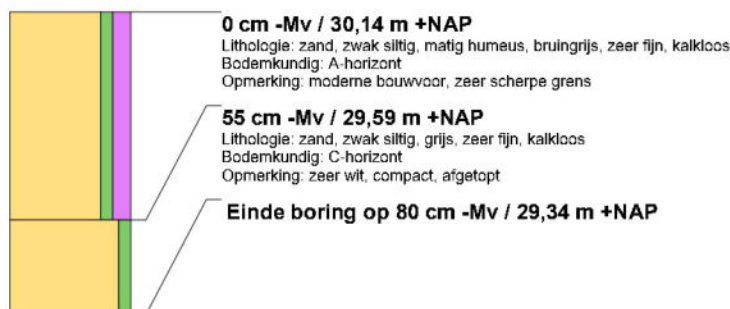 0 cm -Mv / 30,14 m +NAP
Lithologie: zand, zwak siltig, matig humeus, bruingrijs, zeer fijn, kalkloos
Bodemkundig: A-horizont
Opmerking: moderne bouwvoor, zeer scherpe grens
55 cm -Mv / 29,59 m +NAP
Lithologie: zand, zwak siltig, grijs, zeer fijn, kalkloos
Bodemkundig: C-horizont
Opmerking: zeer wit, compact, afgetopt
Einde boring op 80 cm -Mv / 29,34 m +NAP